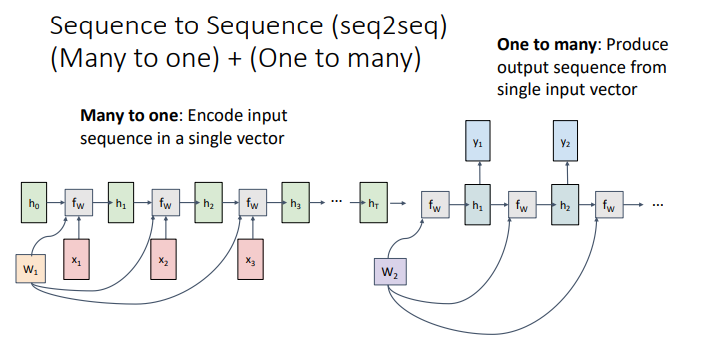 Sequence to Sequence (seq2seq)
(Many to one) + (One to many)
One to many: Produce
output sequence from
single input vector
Many to one: Encode input
sequence in a single vector
y₁ y₂
h₀ fw h₁ fw h₂ fw h₃ ... hT fw h₁ fw h₂ fw ...
x₁ x₂ x₃
W₁ W₂